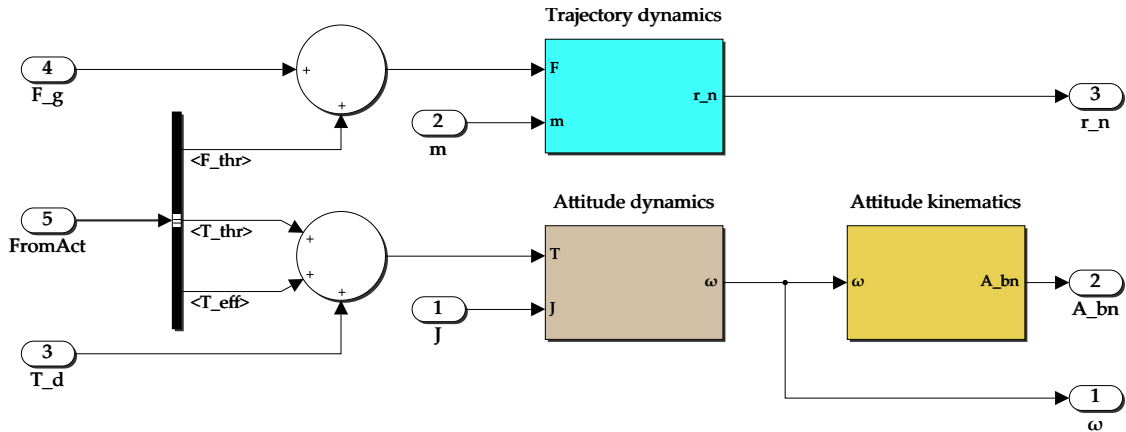 Trajectory dynamics
4
F_g
+
+
F
r_n
m
3
r_n
2
m
<F_thr>
5
FromAct
<T_thr>
<T_eff>
+
+
+
Attitude dynamics
T
ω
J
Attitude kinematics
ω
A_bn
2
A_bn
1
J
3
T_d
1
ω